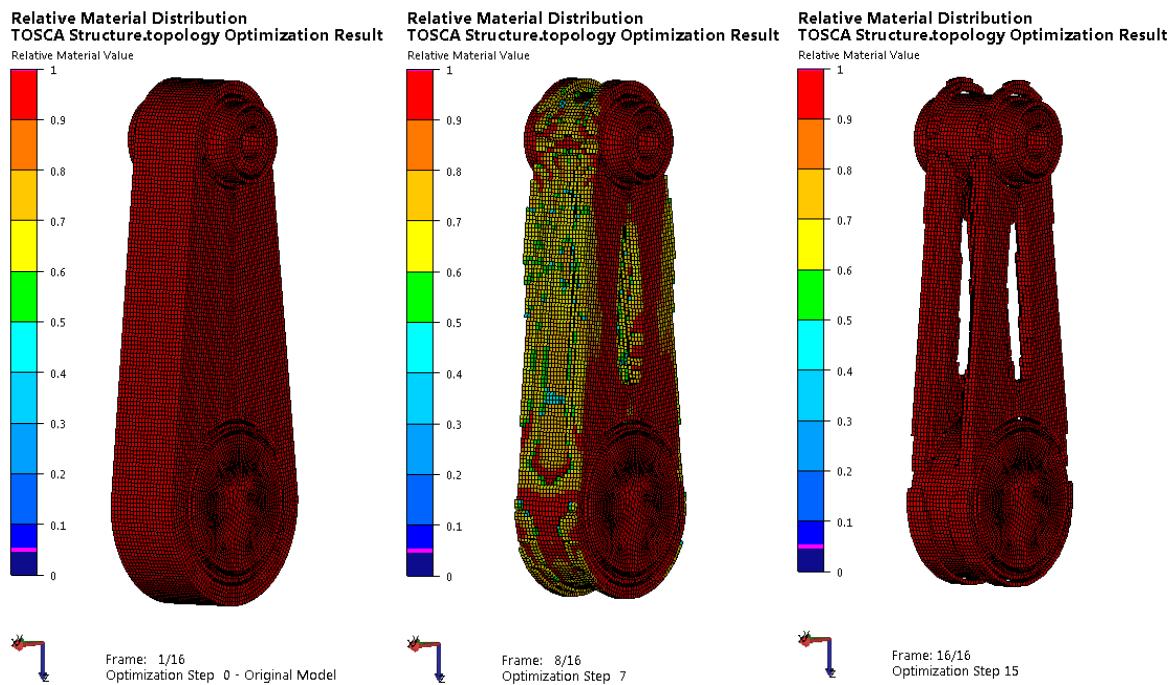 Relative Material Distribution
TOSCA Structure.topology Optimization Result
Relative Material Value
1
0.9
0.8
0.7
0.6
0.5
0.4
0.3
0.2
0.1
0
Z
Frame: 1/16
Optimization Step 0 - Original Model
Relative Material Distribution
TOSCA Structure.topology Optimization Result
Relative Material Value
1
0.9
0.8
0.7
0.6
0.5
0.4
0.3
0.2
0.1
0
Z
Frame: 8/16
Optimization Step 7
Relative Material Distribution
TOSCA Structure.topology Optimization Result
Relative Material Value
1
0.9
0.8
0.7
0.6
0.5
0.4
0.3
0.2
0.1
0
Z
Frame: 16/16
Optimization Step 15